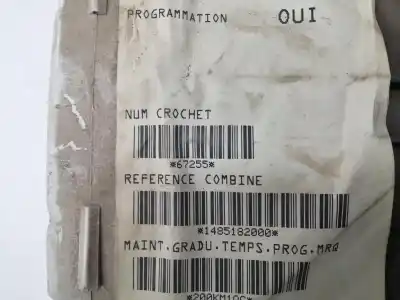 PROGRAMMATION OUI
NUM CROCHET
*67255*
REFERENCE COMBINE
*1485182000*
MAINT.GRADU.TEMPS.PROG.MRQ